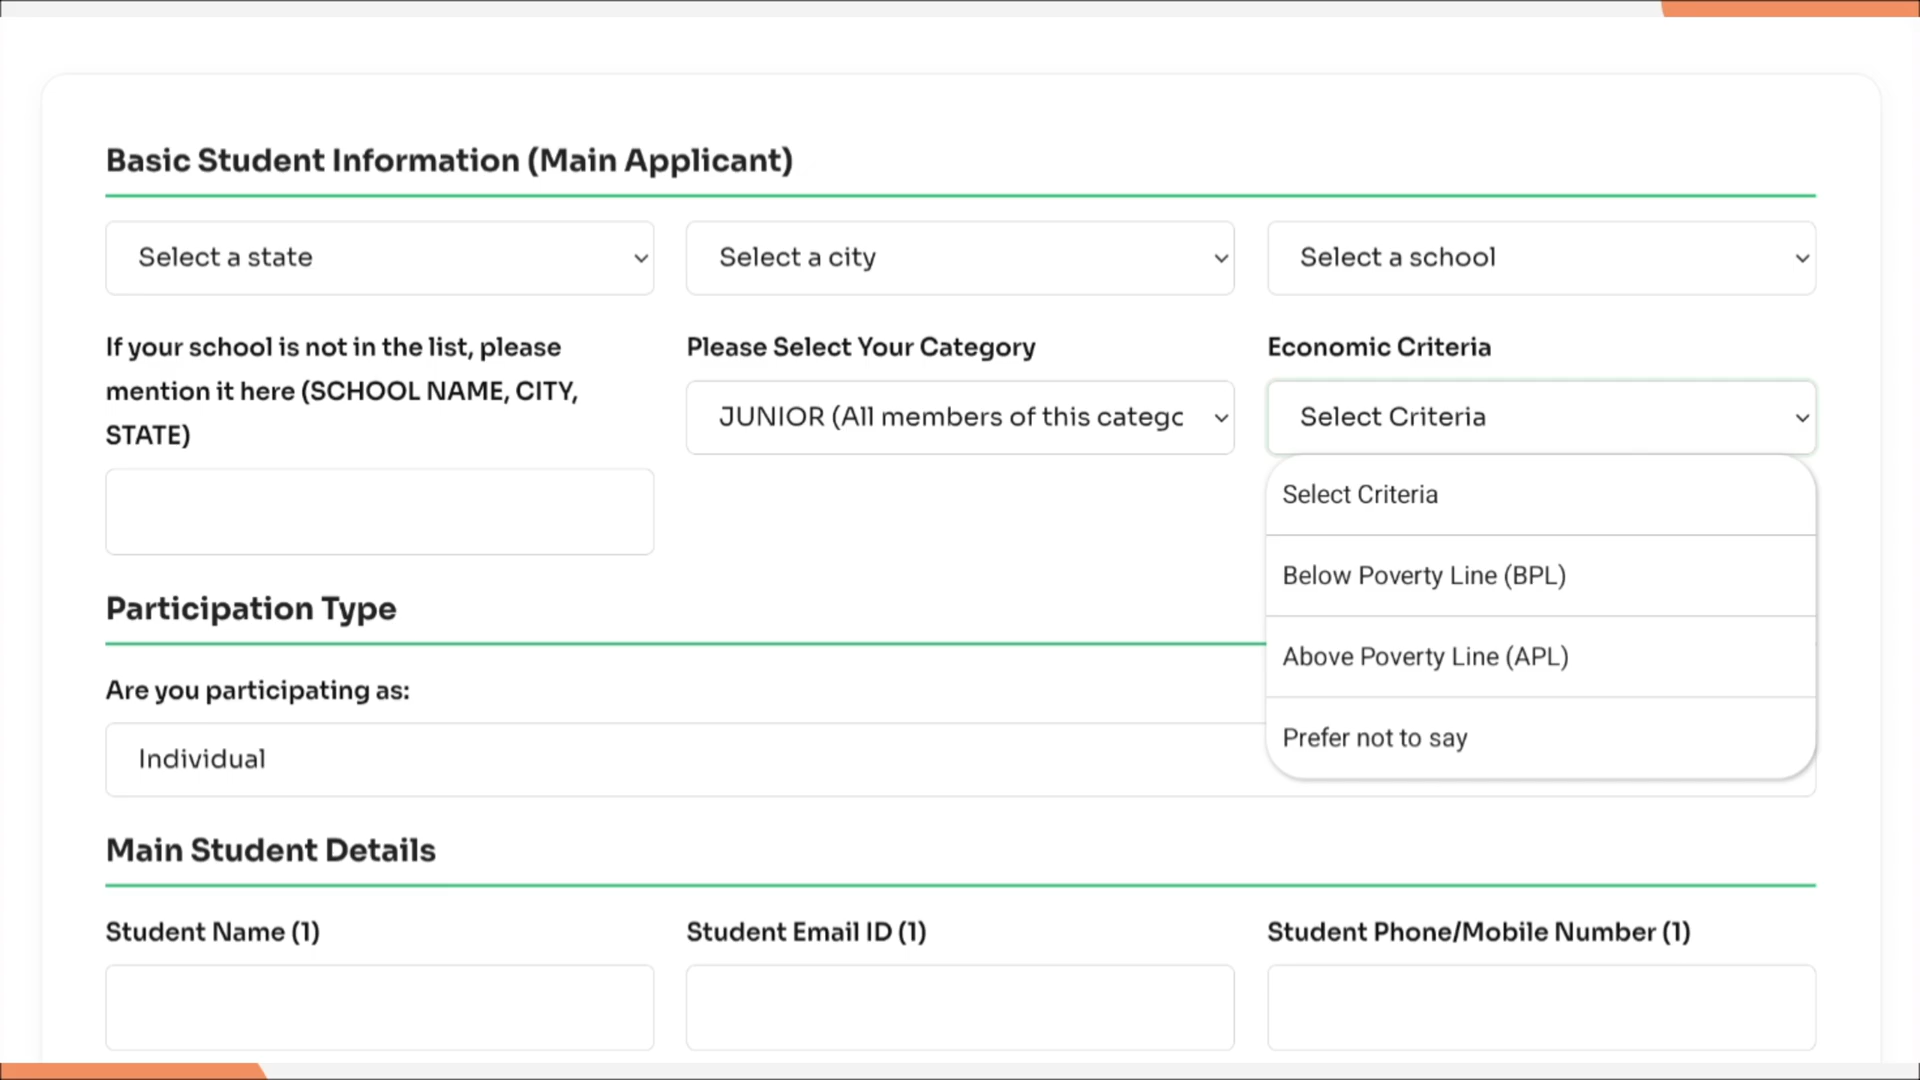 Basic Student Information (Main Applicant)
Select a state
Select a city
Select a school
If your school is not in the list, please
mention it here (SCHOOL NAME, CITY,
STATE)
Please Select Your Category
JUNIOR (All members of this catego
Economic Criteria
Select Criteria
Select Criteria
Below Poverty Line (BPL)
Above Poverty Line (APL)
Prefer not to say
Participation Type
Are you participating as:
Individual
Main Student Details
Student Name (1)
Student Email ID (1)
Student Phone/Mobile Number (1)